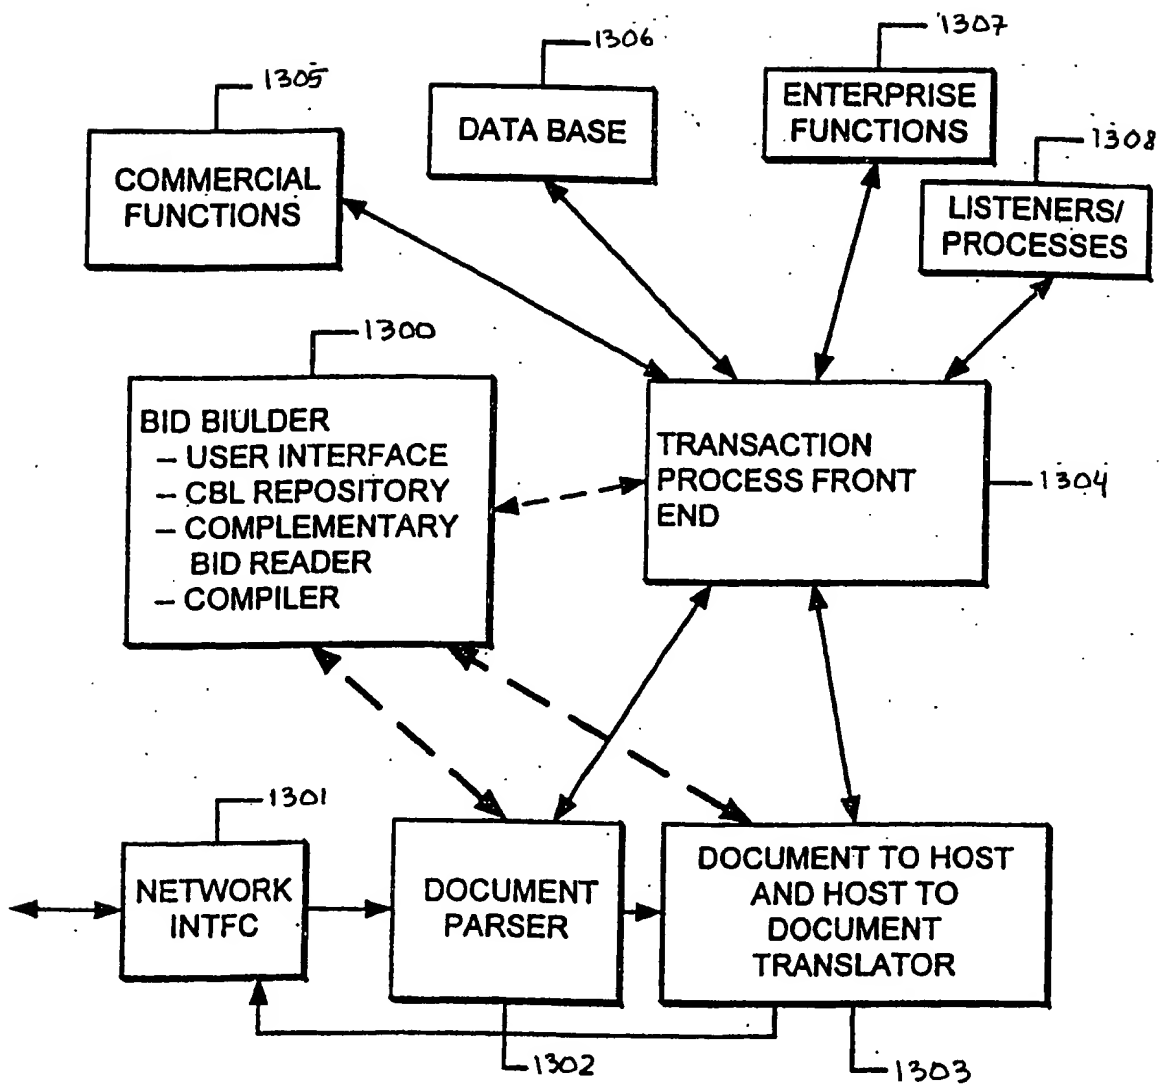 1307
1306
1305
ENTERPRISE
FUNCTIONS
DATA BASE
1308
COMMERCIAL
FUNCTIONS
LISTENERS/
PROCESSES
1300
BID BIULDER
– USER INTERFACE
– CBL REPOSITORY
– COMPLEMENTARY
BID READER
– COMPILER
TRANSACTION
PROCESS FRONT
END
1304
1301
NETWORK
INTFC
DOCUMENT
PARSER
DOCUMENT TO HOST
AND HOST TO
DOCUMENT
TRANSLATOR
1302
1303